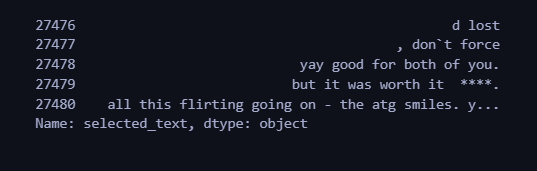 27476 d lost
27477 , don`t force
27478 yay good for both of you.
27479 but it was worth it  ****.
27480 all this flirting going on - the atg smiles. y...
Name: selected_text, dtype: object